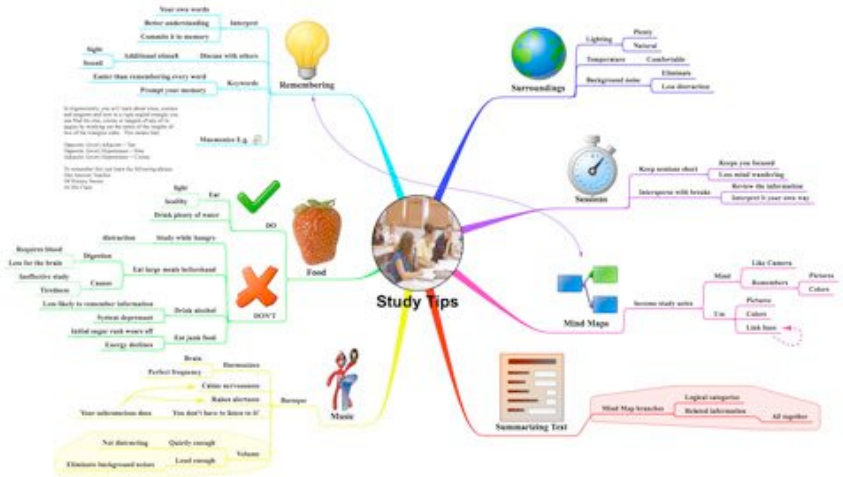 Study Tips
Remembering
Interpret
Your own words
Better understanding
Commit it to memory
Discuss with others
Additional stimuli
Sight
Sound
Keywords
Easier than remembering every word
Prompt your memory
Mnemonics E.g.
Surroundings
Lighting
Plenty
Natural
Temperature
Comfortable
Background noise
Eliminate
Less distraction
Sessions
Keep sessions short
Keeps you focused
Less mind wandering
Intersperse with breaks
Review the information
Interpret it your own way
Food
DO
Eat
light
healthy
Drink plenty of water
DON'T
Study while hungry
distraction
Eat large meals beforehand
Digestion
Requires blood
Less for the brain
Causes
Ineffective study
Tiredness
Drink alcohol
Less likely to remember information
System depressant
Eat junk food
Initial sugar rush wears off
Energy declines
Mind Maps
become study notes
Mind
Like Camera
Remembers
Pictures
Colors
Use
Pictures
Colors
Link lines
Music
Baroque
Harmonizes
Brain
Perfect frequency
Calms nervousness
Raises alertness
You don't have to listen to it!
Your subconscious does
Volume
Quietly enough
Not distracting
Loud enough
Eliminate background noises
Summarizing Text
Mind Map branches
Logical categories
Related information
All together